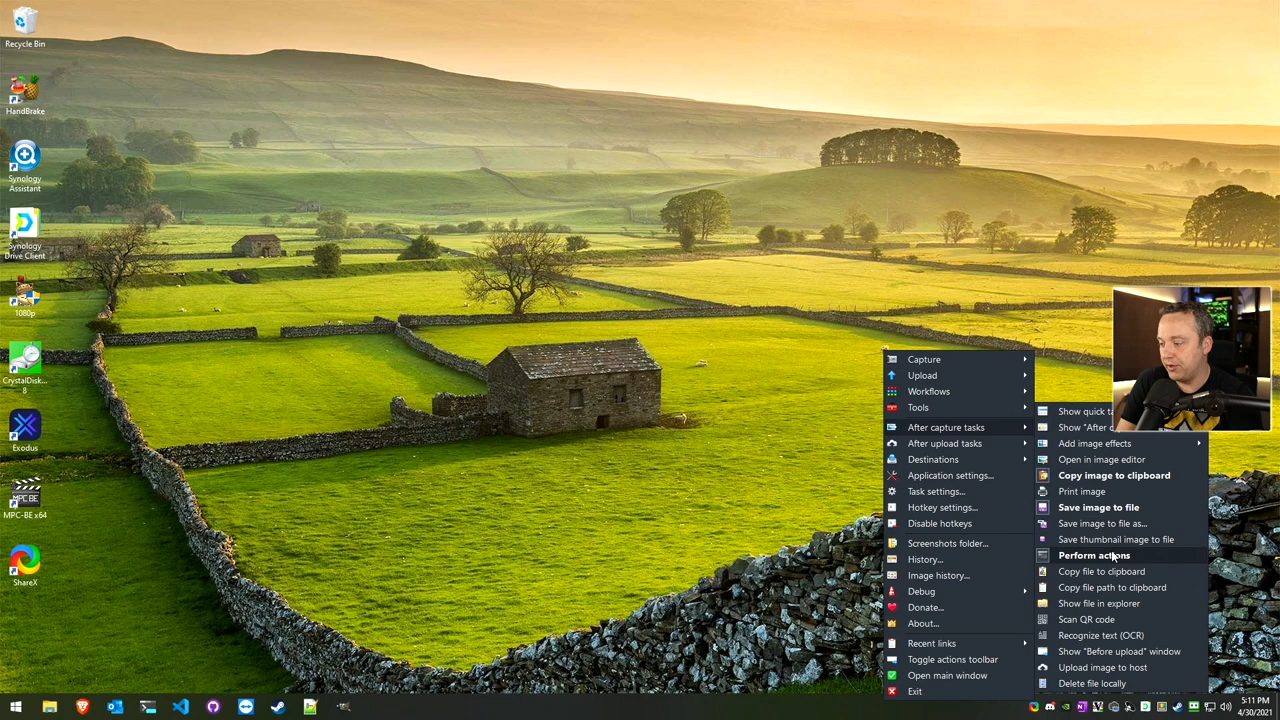 Recycle Bin
HandBrake
Synology
Assistant
Synology
Drive Client
1080p
CrystalDisk...
8
Exodus
MPC-BE x64
ShareX
Capture
Upload
Workflows
Tools
After capture tasks
After upload tasks
Destinations
Application settings...
Task settings...
Hotkey settings...
Disable hotkeys
Screenshots folder...
History...
Image history...
Debug
Donate...
About...
Recent links
Toggle actions toolbar
Open main window
Exit
Show quick
Show "After
Add image effects
Open in image editor
Copy image to clipboard
Print image
Save image to file
Save image to file as...
Save thumbnail image to file
Perform actions
Copy file to clipboard
Copy file path to clipboard
Show file in explorer
Scan QR code
Recognize text (OCR)
Show "Before upload" window
Upload image to host
Delete file locally
5:11 PM
4/30/2021